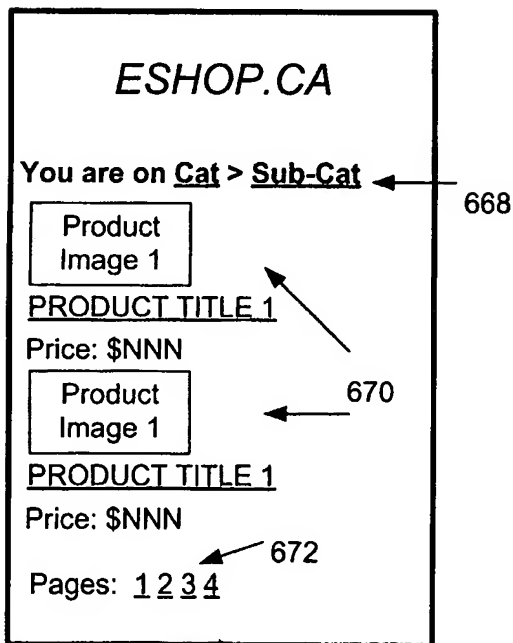 ESHOP.CA
You are on Cat > Sub-Cat
668
Product
Image 1
PRODUCT TITLE 1
Price: $NNN
670
Product
Image 1
PRODUCT TITLE 1
Price: $NNN
672
Pages: 1 2 3 4